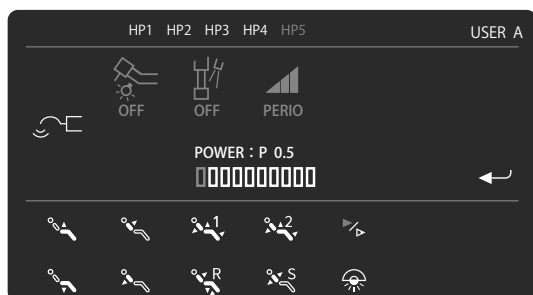 HP1 HP2 HP3 HP4 HP5 USER A
OFF OFF PERIO
POWER : P 0.5
1 2
R S